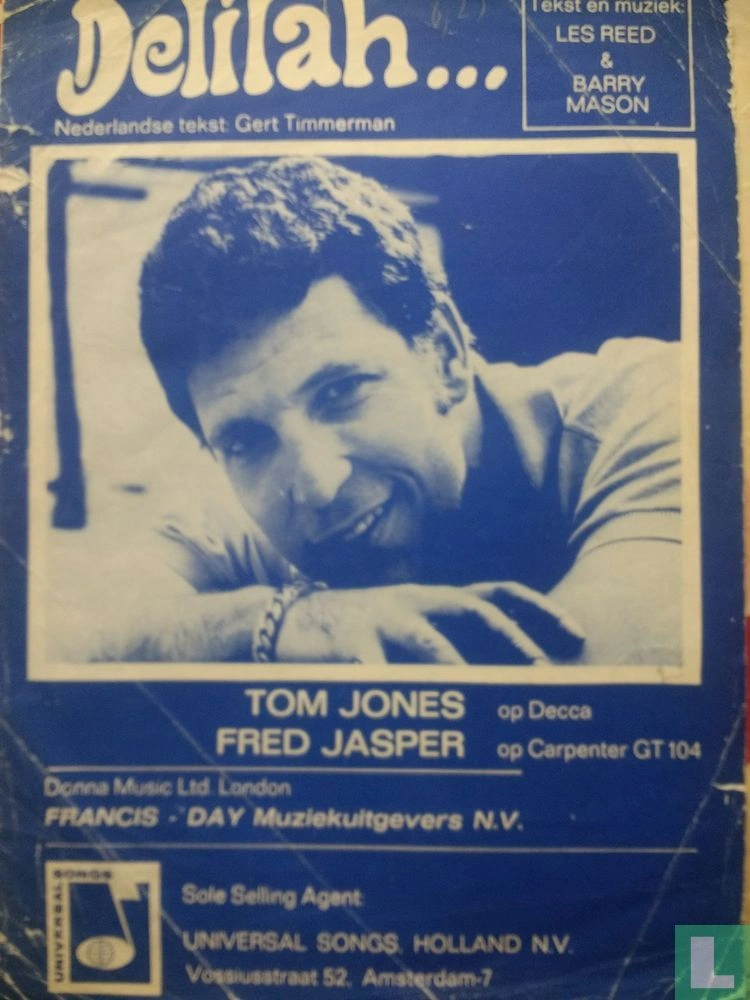 Delilah...
Tekst en muziek:
LES REED
&
BARRY
MASON
Nederlandse tekst: Gert Timmerman
TOM JONES op Decca
FRED JASPER op Carpenter GT 104
Donna Music Ltd. London
FRANCIS - DAY Muziekuitgevers N.V.
UNIVERSAL SONGS
Sole Selling Agent:
UNIVERSAL SONGS, HOLLAND N.V.
Vossiusstraat 52, Amsterdam-7
L